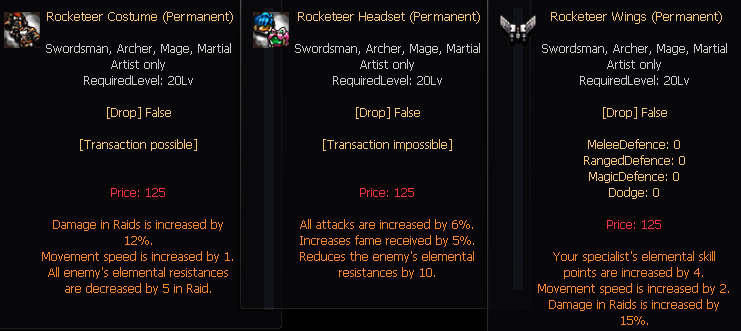 Rocketeer Costume (Permanent)
Swordsman, Archer, Mage, Martial
Artist only
RequiredLevel: 20Lv
[Drop] False
[Transaction possible]
Price: 125
Damage in Raids is increased by
12%.
Movement speed is increased by 1.
All enemy's elemental resistances
are decreased by 5 in Raid.
Rocketeer Headset (Permanent)
Swordsman, Archer, Mage, Martial
Artist only
RequiredLevel: 20Lv
[Drop] False
[Transaction impossible]
Price: 125
All attacks are increased by 6%.
Increases fame received by 5%.
Reduces the enemy's elemental
resistances by 10.
Rocketeer Wings (Permanent)
Swordsman, Archer, Mage, Martial
Artist only
RequiredLevel: 20Lv
[Drop] False
MeleeDefence: 0
RangedDefence: 0
MagicDefence: 0
Dodge: 0
Price: 125
Your specialist's elemental skill
points are increased by 4.
Movement speed is increased by 2.
Damage in Raids is increased by
15%.